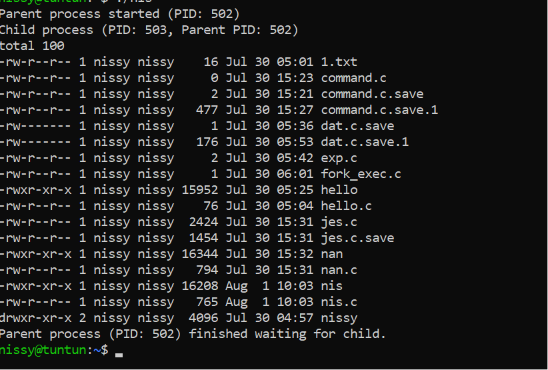 nissy@tuntun:~$ ./nis
Parent process started (PID: 502)
Child process (PID: 503, Parent PID: 502)
total 100
-rw-r--r-- 1 nissy nissy    16 Jul 30 05:01 1.txt
-rw-r--r-- 1 nissy nissy     0 Jul 30 15:23 command.c
-rw-r--r-- 1 nissy nissy     2 Jul 30 15:21 command.c.save
-rw-r--r-- 1 nissy nissy   477 Jul 30 15:27 command.c.save.1
-rw------- 1 nissy nissy     1 Jul 30 05:36 dat.c.save
-rw------- 1 nissy nissy   176 Jul 30 05:53 dat.c.save.1
-rw-r--r-- 1 nissy nissy     2 Jul 30 05:42 exp.c
-rw-r--r-- 1 nissy nissy     1 Jul 30 06:01 fork_exec.c
-rwxr-xr-x 1 nissy nissy 15952 Jul 30 05:25 hello
-rw-r--r-- 1 nissy nissy    76 Jul 30 05:04 hello.c
-rw-r--r-- 1 nissy nissy  2424 Jul 30 15:31 jes.c
-rw-r--r-- 1 nissy nissy  1454 Jul 30 15:31 jes.c.save
-rwxr-xr-x 1 nissy nissy 16344 Jul 30 15:32 nan
-rw-r--r-- 1 nissy nissy   794 Jul 30 15:31 nan.c
-rwxr-xr-x 1 nissy nissy 16208 Aug  1 10:03 nis
-rw-r--r-- 1 nissy nissy   765 Aug  1 10:03 nis.c
drwxr-xr-x 2 nissy nissy  4096 Jul 30 04:57 nissy
Parent process (PID: 502) finished waiting for child.
nissy@tuntun:~$